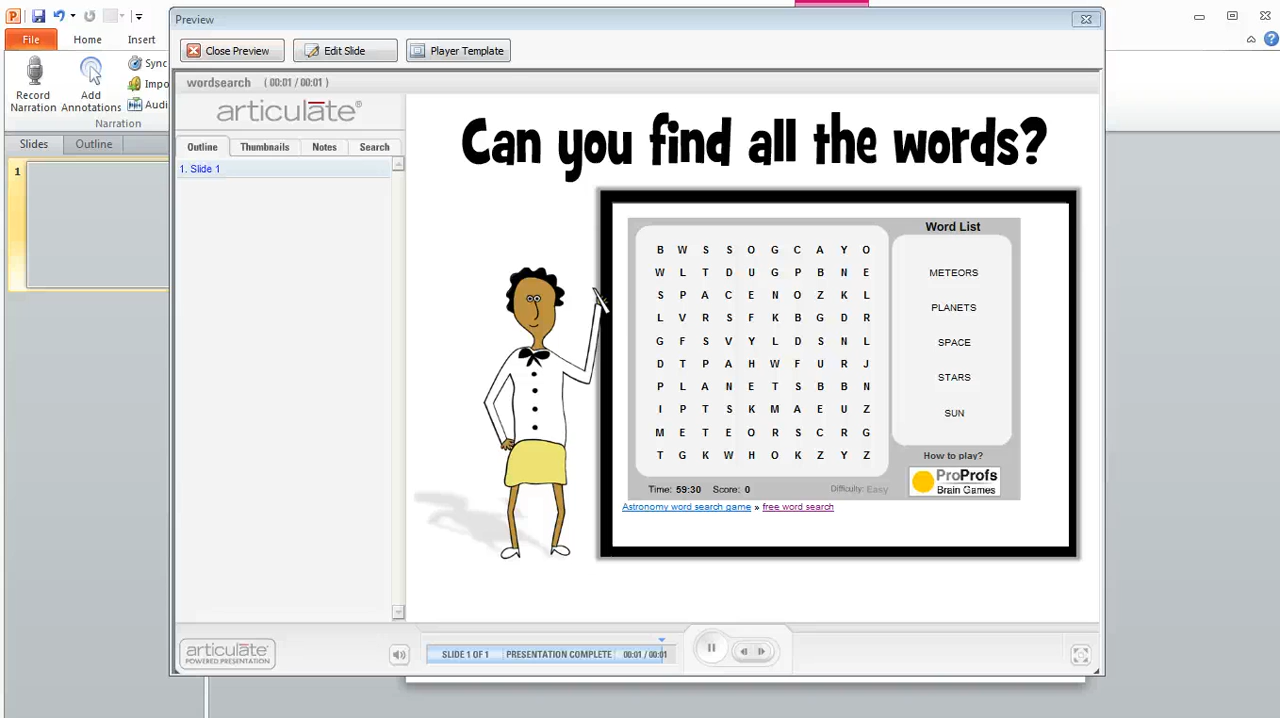 Preview
File Home Insert
Close Preview Edit Slide Player Template
Record Narration
Add Annotations
Sync
Impo
Audi
Narration
Slides Outline
1
wordsearch ( 00:01 / 00:01 )
articulate®
Outline Thumbnails Notes Search
1. Slide 1
Can you find all the words?
B W S S O G C A Y O
W L T D U G P B N E
S P A C E N O Z K L
L V R S F K B G D R
G F S V Y L D S N L
D T P A H W F U R J
P L A N E T S B B N
I P T S K M A E U Z
M E T E O R S C R G
T G K W H O K Z Y Z
Word List
METEORS
PLANETS
SPACE
STARS
SUN
How to play?
ProProfs
Brain Games
Time: 59:30 Score: 0 Difficulty: Easy
Astronomy word search game » free word search
articulate®
POWERED PRESENTATION
SLIDE 1 OF 1 PRESENTATION COMPLETE 00:01 / 00:01